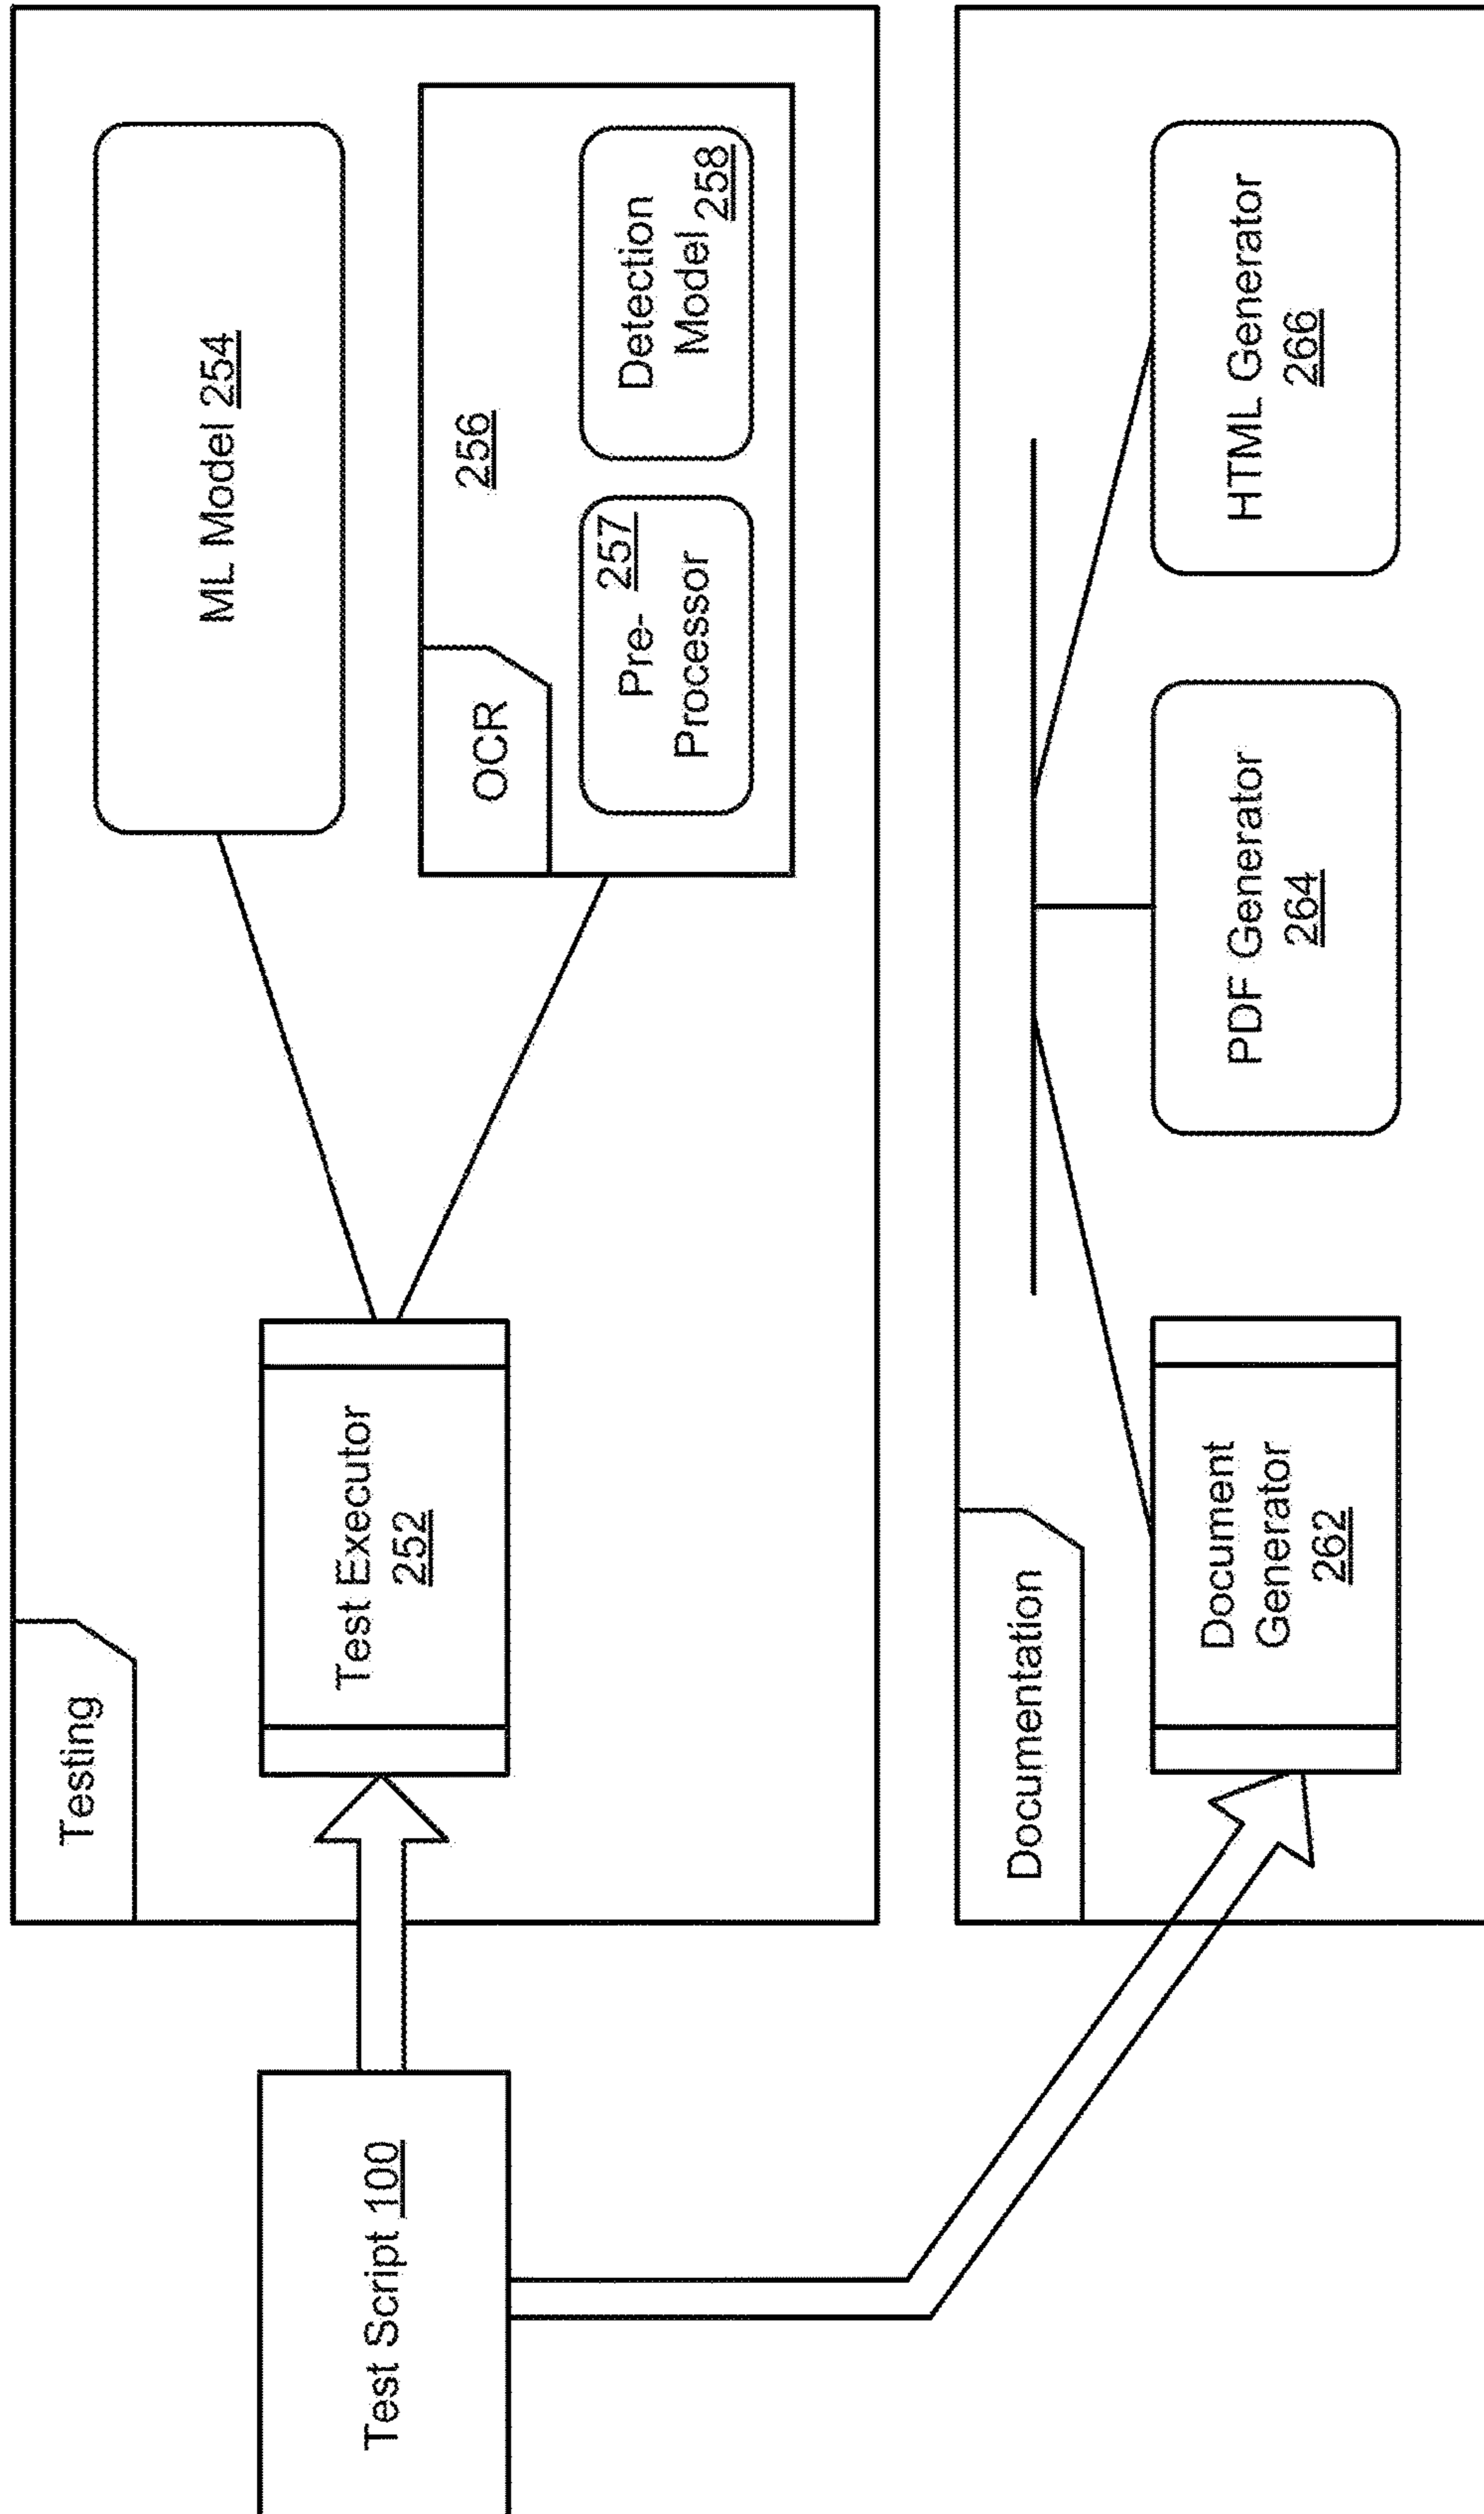 Testing
Test Script 100
Test Executor
252
ML Model 254
OCR
256
Pre- 257
Processor
Detection
Model 258
Documentation
Document
Generator
262
PDF Generator
264
HTML Generator
266